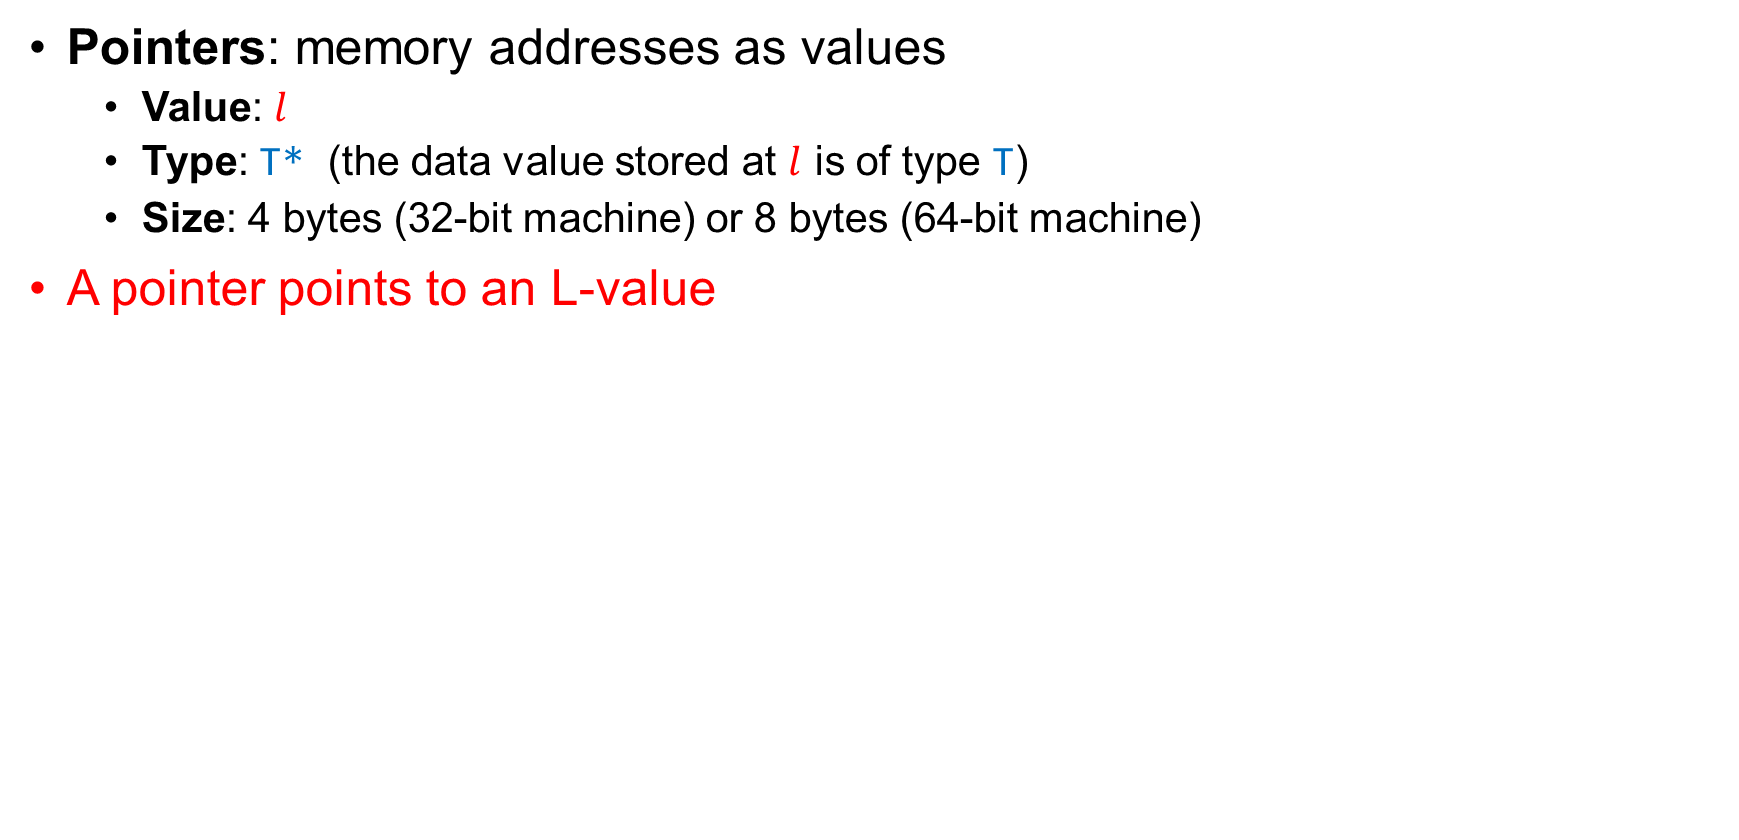 • Pointers: memory addresses as values
• Value: l
• Type: T* (the data value stored at l is of type T)
• Size: 4 bytes (32-bit machine) or 8 bytes (64-bit machine)
• A pointer points to an L-value